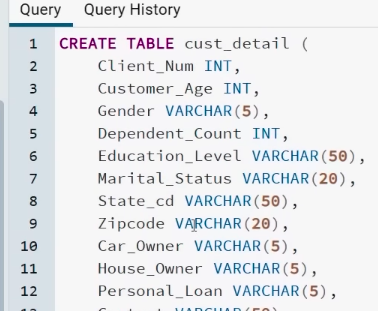 Query Query History
1 CREATE TABLE cust_detail (
2 Client_Num INT,
3 Customer_Age INT,
4 Gender VARCHAR(5),
5 Dependent_Count INT,
6 Education_Level VARCHAR(50),
7 Marital_Status VARCHAR(20),
8 State_cd VARCHAR(50),
9 Zipcode VARCHAR(20),
10 Car_Owner VARCHAR(5),
11 House_Owner VARCHAR(5),
12 Personal_Loan VARCHAR(5),